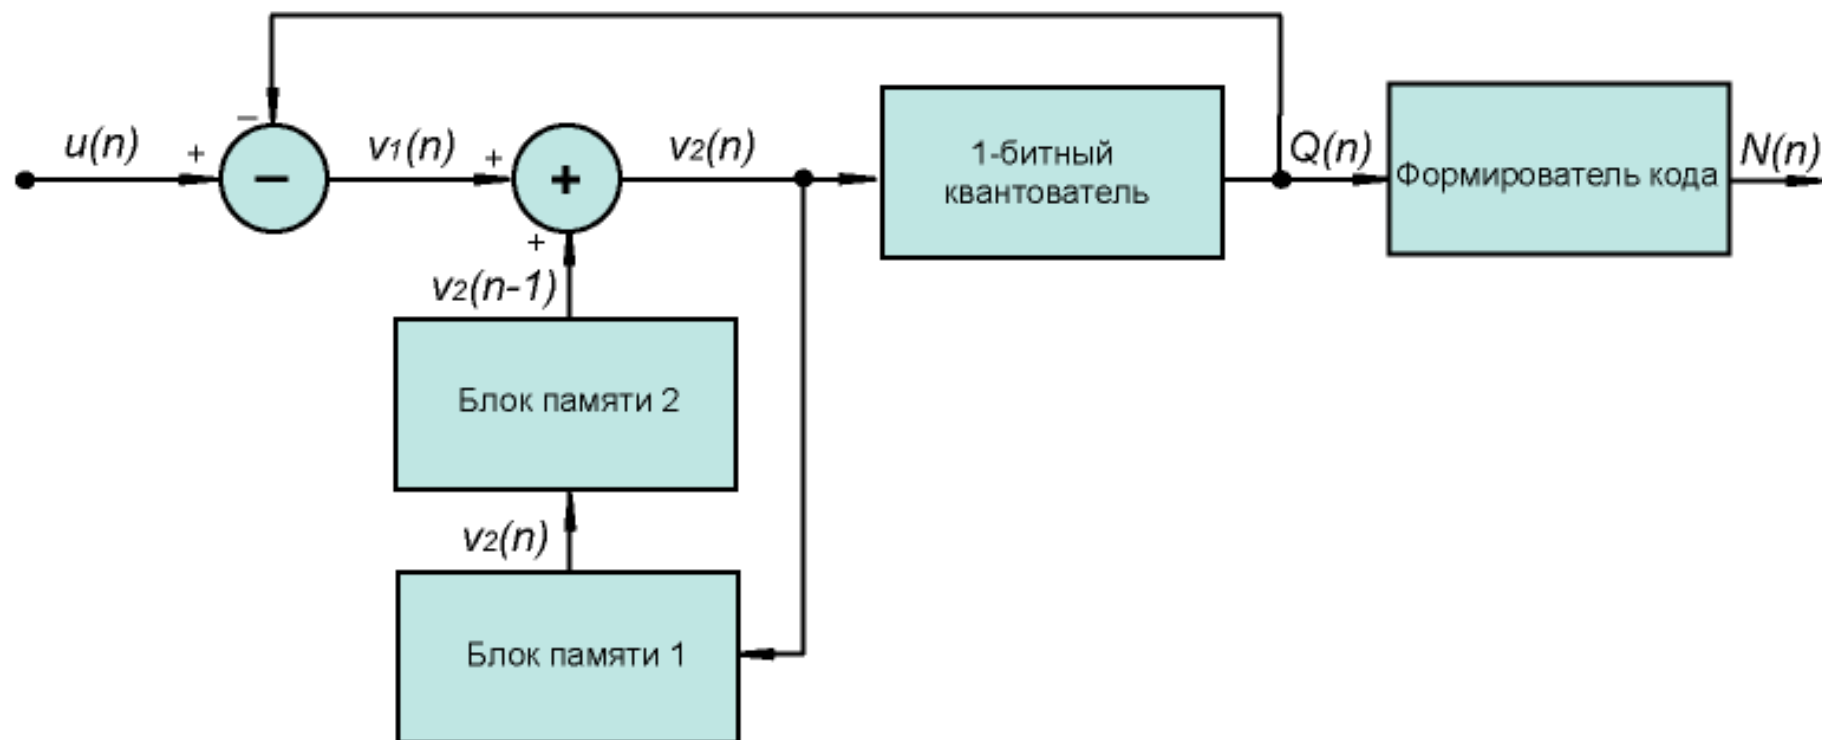 u(n)
+
−
−
v₁(n)
+
+
+
v₂(n)
1-битный
квантователь
Q(n)
Формирователь кода
N(n)
v₂(n-1)
Блок памяти 2
v₂(n)
Блок памяти 1